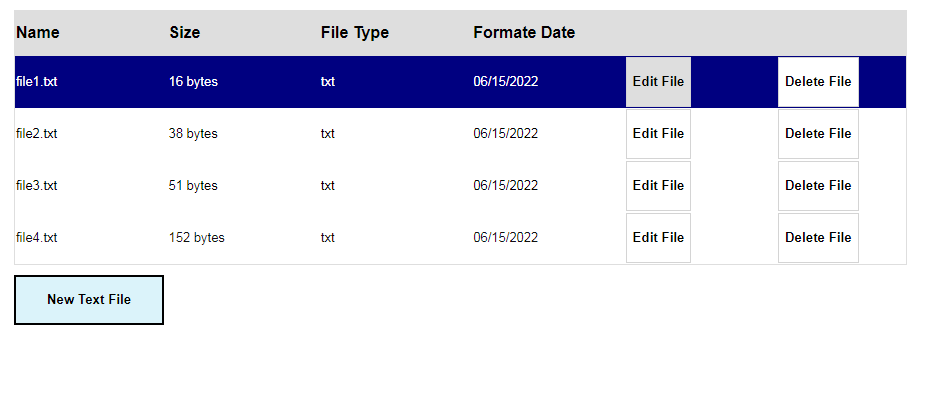 Name Size File Type Formate Date
file1.txt 16 bytes txt 06/15/2022 Edit File Delete File
file2.txt 38 bytes txt 06/15/2022 Edit File Delete File
file3.txt 51 bytes txt 06/15/2022 Edit File Delete File
file4.txt 152 bytes txt 06/15/2022 Edit File Delete File
New Text File